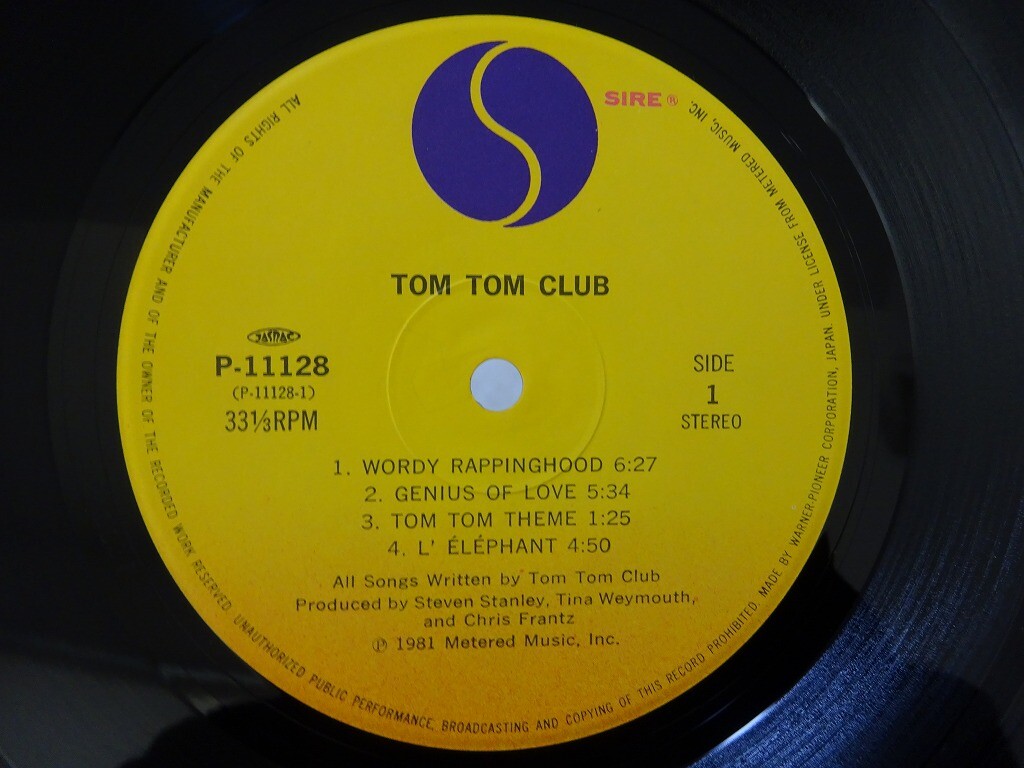 SIRE ®
TOM TOM CLUB
JASRAC
P-11128
(P-11128-1)
33⅓RPM
SIDE
1
STEREO
1. WORDY RAPPINGHOOD 6:27
2. GENIUS OF LOVE 5:34
3. TOM TOM THEME 1:25
4. L' ÉLÉPHANT 4:50
All Songs Written by Tom Tom Club
Produced by Steven Stanley, Tina Weymouth,
and Chris Frantz
℗ 1981 Metered Music, Inc.
ALL RIGHTS OF THE MANUFACTURER AND OF THE OWNER OF THE RECORDED WORK RESERVED. UNAUTHORIZED PUBLIC PERFORMANCE, BROADCASTING AND COPYING OF THIS RECORD PROHIBITED. MADE BY WARNER-PIONEER CORPORATION, JAPAN. UNDER LICENSE FROM METERED MUSIC, INC.